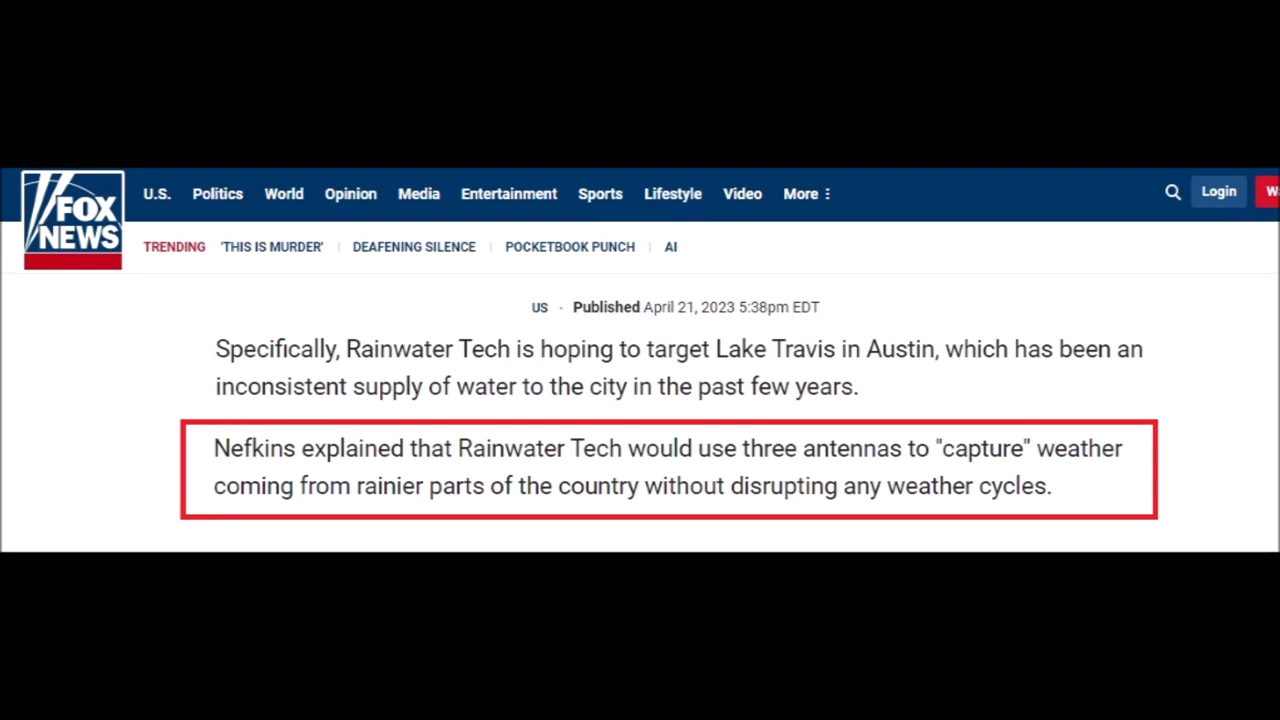 FOX
NEWS
U.S. Politics World Opinion Media Entertainment Sports Lifestyle Video More
Login
TRENDING 'THIS IS MURDER' DEAFENING SILENCE POCKETBOOK PUNCH AI
US · Published April 21, 2023 5:38pm EDT
Specifically, Rainwater Tech is hoping to target Lake Travis in Austin, which has been an
inconsistent supply of water to the city in the past few years.
Nefkins explained that Rainwater Tech would use three antennas to "capture" weather
coming from rainier parts of the country without disrupting any weather cycles.